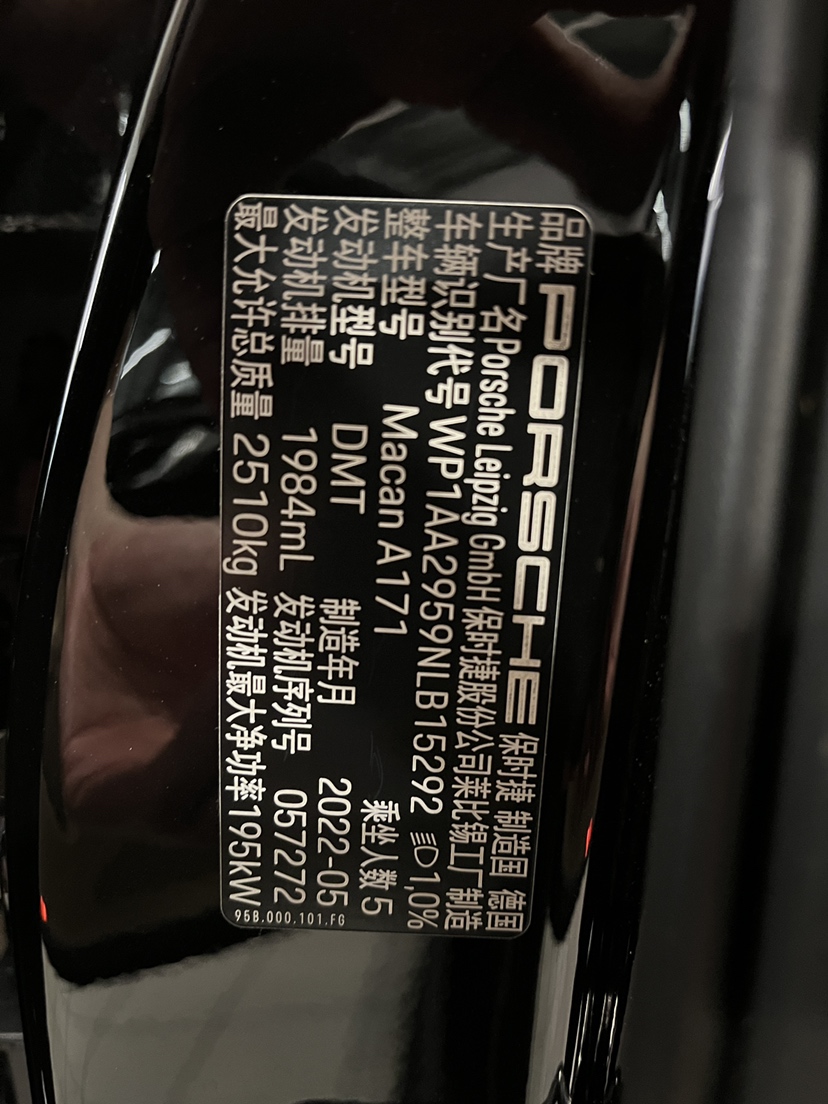 品牌 PORSCHE 保时捷 制造国 德国
生产厂名 Porsche Leipzig GmbH 保时捷股份公司莱比锡工厂制造
车辆识别代号 WP1AA2959NLB15292 1,0%
整车型号 Macan A171 乘坐人数 5
发动机型号 DMT 制造年月 2022-05
发动机排量 1984mL 发动机序列号 057272
最大允许总质量 2510kg 发动机最大净功率 195kW
95B.000.101.FG